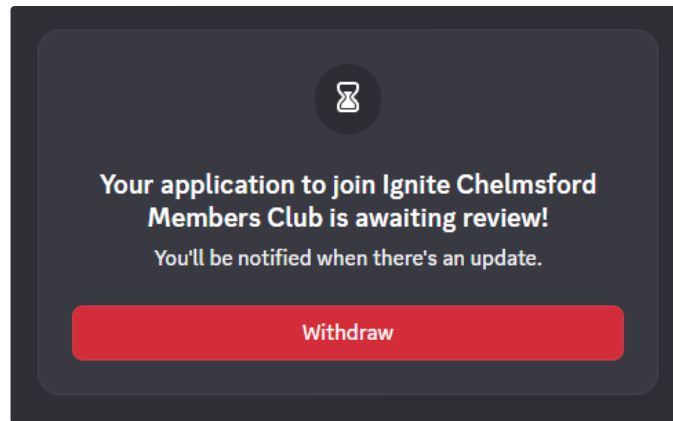 Your application to join Ignite Chelmsford
Members Club is awaiting review!
You'll be notified when there's an update.
Withdraw